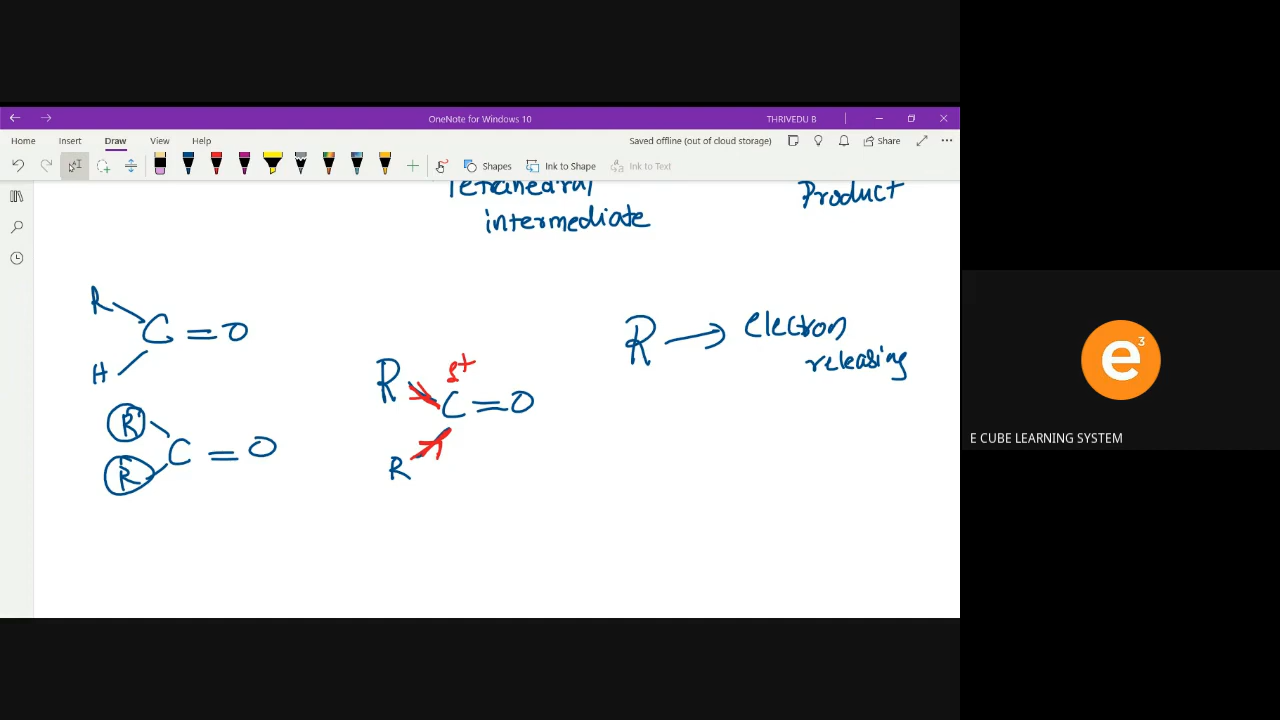 OneNote for Windows 10
THRIVEDU B
Home Insert Draw View Help
Saved offline (out of cloud storage)
Share
Shapes
Ink to Shape
Ink to Text
Tetrahedral
intermediate
Product
R
C = O
H
R
C = O
R
R
δ+
C = O
R
R → electron
releasing
e3
E CUBE LEARNING SYSTEM